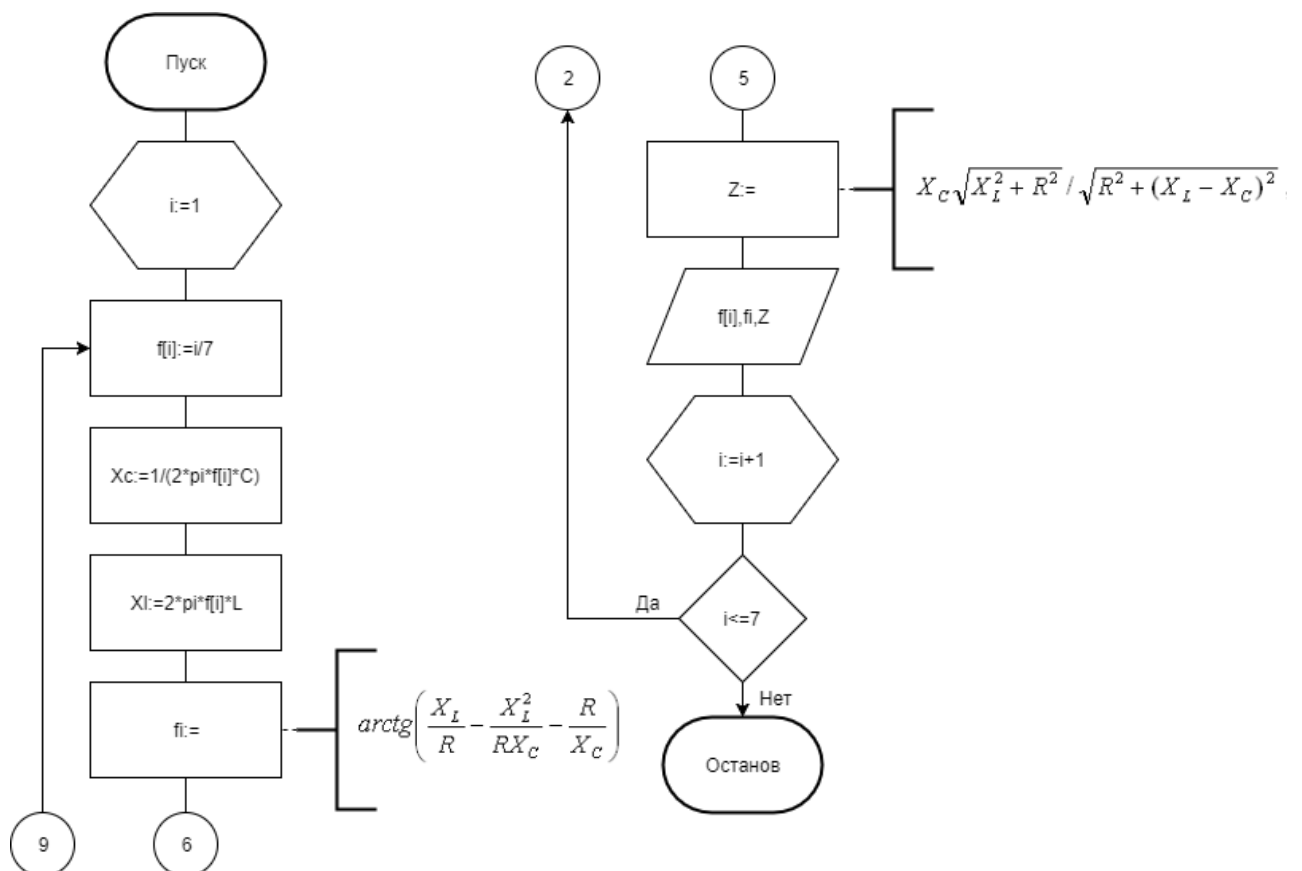 Пуск
i:=1
f[i]:=i/7
Xc:=1/(2*pi*f[i]*C)
Xl:=2*pi*f[i]*L
fi:=
arctg(X_L/R - X_L^2/RX_C - R/X_C)
9
6
2
5
Z:=
X_C√(X_L^2+R^2) / √(R^2+(X_L-X_C)^2)
f[i],fi,Z
i:=i+1
i<=7
Да
Нет
Останов